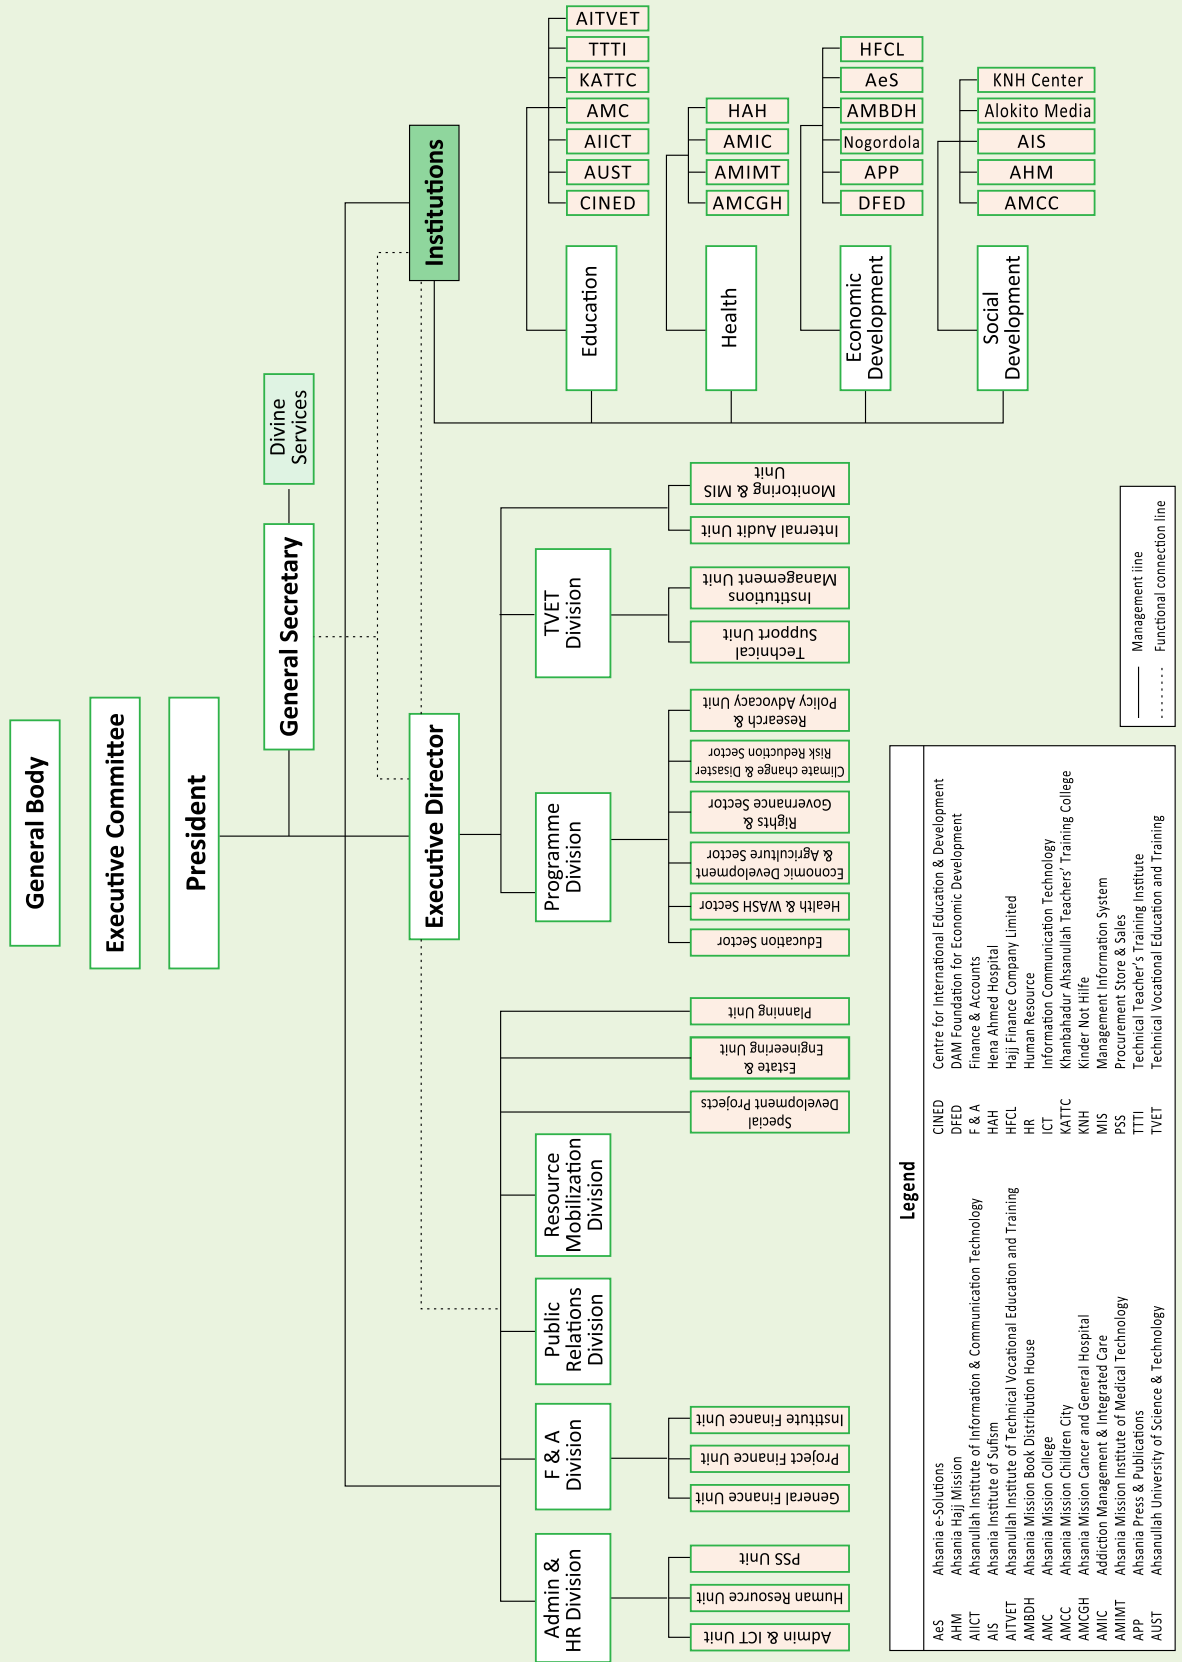 General Body
Executive Committee
President
General Secretary
Divine
Services
Executive Director
Institutions
Admin &
HR Division
F & A
Division
Public
Relations
Division
Resource
Mobilization
Division
Programme
Division
TVET
Division
Admin & ICT Unit
Human Resource Unit
PSS Unit
General Finance Unit
Project Finance Unit
Institute Finance Unit
Special
Development Projects
Estate &
Engineering Unit
Planning Unit
Education Sector
Health & WASH Sector
Economic Development
& Agriculture Sector
Rights &
Governance Sector
Climate change & Disaster
Risk Reduction Sector
Research &
Policy Advocacy Unit
Technical
Support Unit
Institutions
Management Unit
Internal Audit Unit
Monitoring & MIS
Unit
Education
CINED
AUST
AIICT
AMC
KATTC
TTTI
AITVET
Health
AMCGH
AMIMT
AMIC
HAH
Economic
Development
DFED
APP
Nogordola
AMBDH
AeS
HFCL
Social
Development
AMCC
AHM
AIS
Alokito Media
KNH Center
Management iine
Functional connection line
Legend
AeS Ahsania e-Solutions
AHM Ahsania Hajj Mission
AIICT Ahsanullah Institute of Information & Communication Technology
AIS Ahsania Institute of Sufism
AITVET Ahsanullah Institute of Technical Vocational Education and Training
AMBDH Ahsania Mission Book Distribution House
AMC Ahsania Mission College
AMCC Ahsania Mission Children City
AMCGH Ahsania Mission Cancer and General Hospital
AMIC Addiction Management & Integrated Care
AMIMT Ahsania Mission Institute of Medical Technology
APP Ahsania Press & Publications
AUST Ahsanullah University of Science & Technology
CINED Centre for International Education & Development
DFED DAM Foundation for Economic Development
F & A Finance & Accounts
HAH Hena Ahmed Hospital
HFCL Hajj Finance Company Limited
HR Human Resource
ICT Information Communication Technology
KATTC Khanbahadur Ahsanullah Teachers' Training College
KNH Kinder Not Hilfe
MIS Management Information System
PSS Procurement Store & Sales
TTTI Technical Teacher's Training Institute
TVET Technical Vocational Education and Training